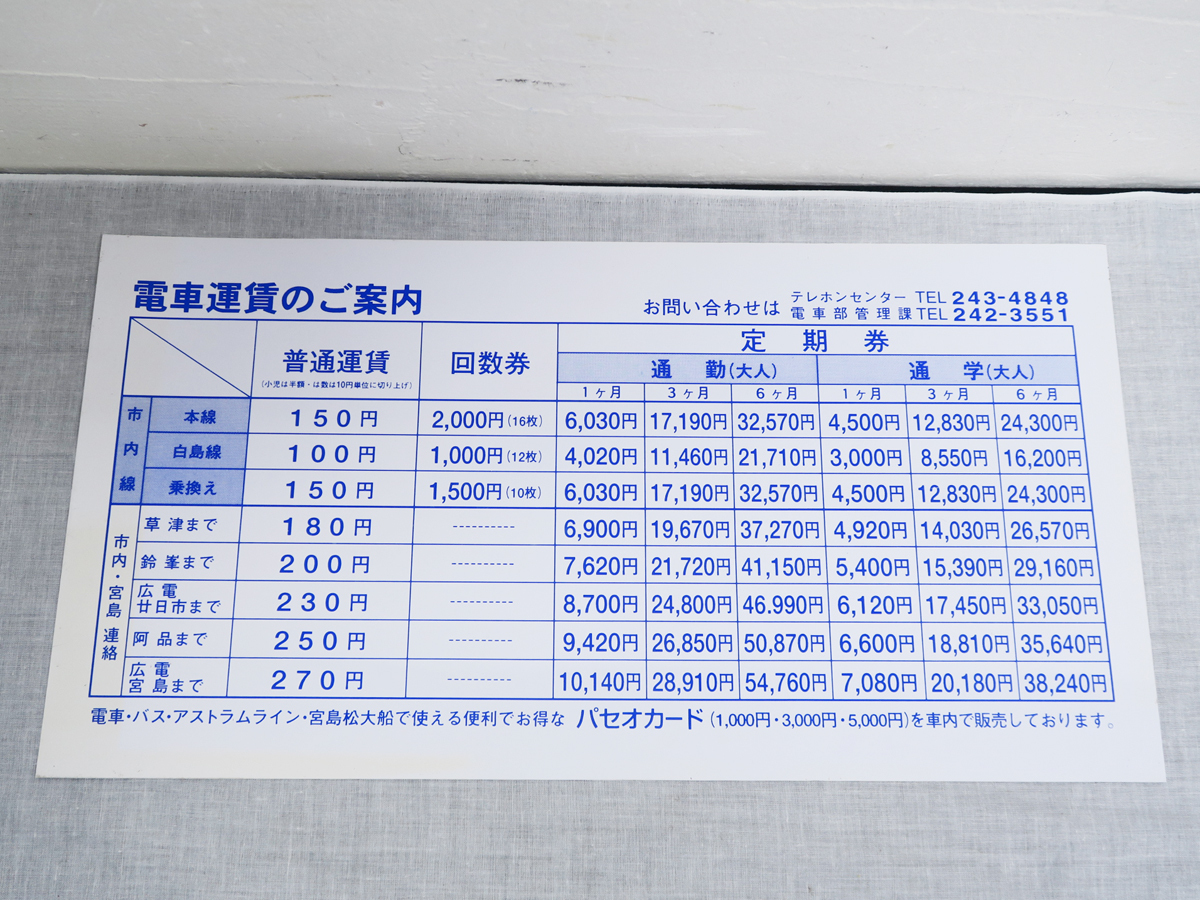 電車運賃のご案内
お問い合わせは テレホンセンター TEL 243-4848
電車部管理課 TEL 242-3551
普通運賃 回数券 定期券
(小児は半額・は数は10円単位に切り上げ)
通勤(大人) 通学(大人)
1ヶ月 3ヶ月 6ヶ月 1ヶ月 3ヶ月 6ヶ月
市内線
本線 150円 2,000円(16枚) 6,030円 17,190円 32,570円 4,500円 12,830円 24,300円
白島線 100円 1,000円(12枚) 4,020円 11,460円 21,710円 3,000円 8,550円 16,200円
乗換え 150円 1,500円(10枚) 6,030円 17,190円 32,570円 4,500円 12,830円 24,300円
市内・宮島連絡
草津まで 180円 ---------- 6,900円 19,670円 37,270円 4,920円 14,030円 26,570円
鈴峯まで 200円 ---------- 7,620円 21,720円 41,150円 5,400円 15,390円 29,160円
広電廿日市まで 230円 ---------- 8,700円 24,800円 46.990円 6,120円 17,450円 33,050円
阿品まで 250円 ---------- 9,420円 26,850円 50,870円 6,600円 18,810円 35,640円
広電宮島まで 270円 ---------- 10,140円 28,910円 54,760円 7,080円 20,180円 38,240円
電車・バス・アストラムライン・宮島松大船で使える便利でお得な パセオカード(1,000円・3,000円・5,000円)を車内で販売しております。